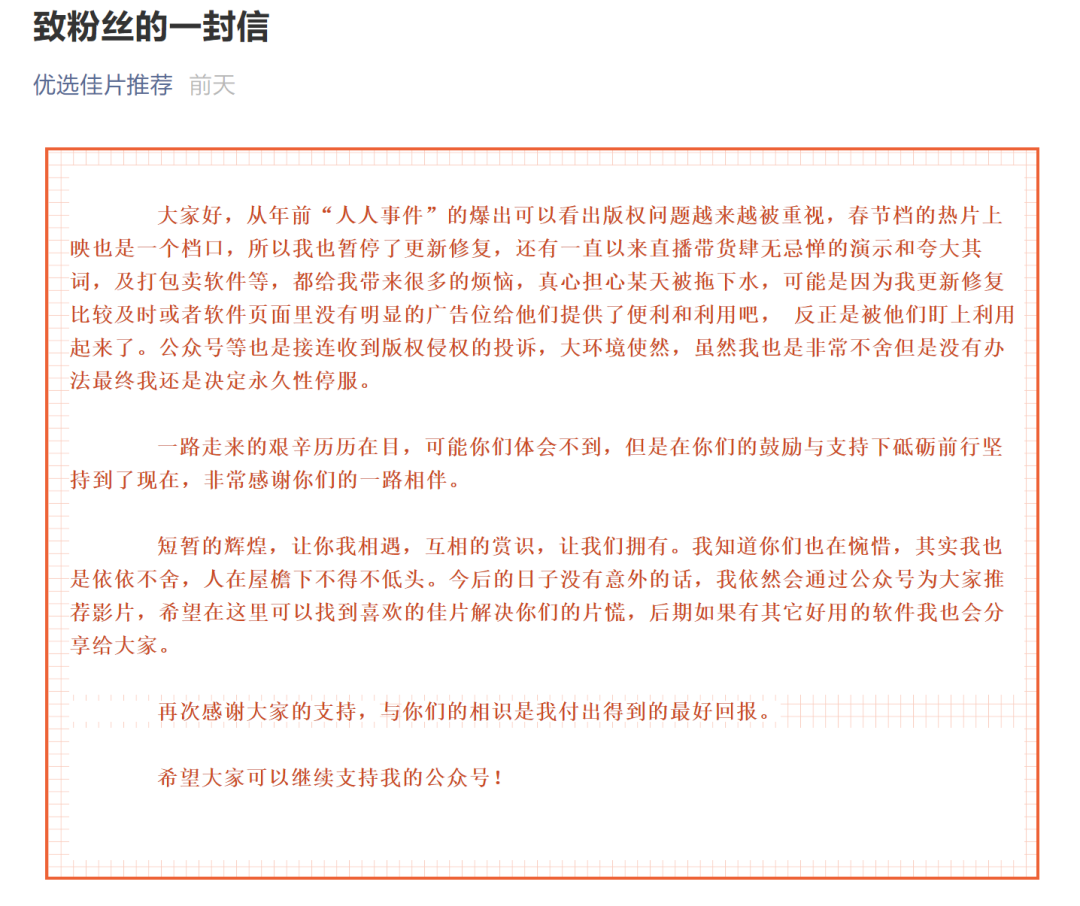 致粉丝的一封信
优选佳片推荐 前天
大家好，从年前“人人事件”的爆出可以看出版权问题越来越被重视，春节档的热片上
映也是一个档口，所以我也暂停了更新修复，还有一直以来直播带货肆无忌惮的演示和夸大其
词，及打包卖软件等，都给我带来很多的烦恼，真心担心某天被拖下水，可能是因为我更新修复
比较及时或者软件页面里没有明显的广告位给他们提供了便利和利用吧， 反正是被他们盯上利用
起来了。公众号等也是接连收到版权侵权的投诉，大环境使然，虽然我也是非常不舍但是没有办
法最终我还是决定永久性停服。
一路走来的艰辛历历在目，可能你们体会不到，但是在你们的鼓励与支持下砥砺前行坚
持到了现在，非常感谢你们的一路相伴。
短暂的辉煌，让你我相遇，互相的赏识，让我们拥有。我知道你们也在惋惜，其实我也
是依依不舍，人在屋檐下不得不低头。今后的日子没有意外的话，我依然会通过公众号为大家推
荐影片，希望在这里可以找到喜欢的佳片解决你们的片慌，后期如果有其它好用的软件我也会分
享给大家。
再次感谢大家的支持，与你们的相识是我付出得到的最好回报。
希望大家可以继续支持我的公众号！